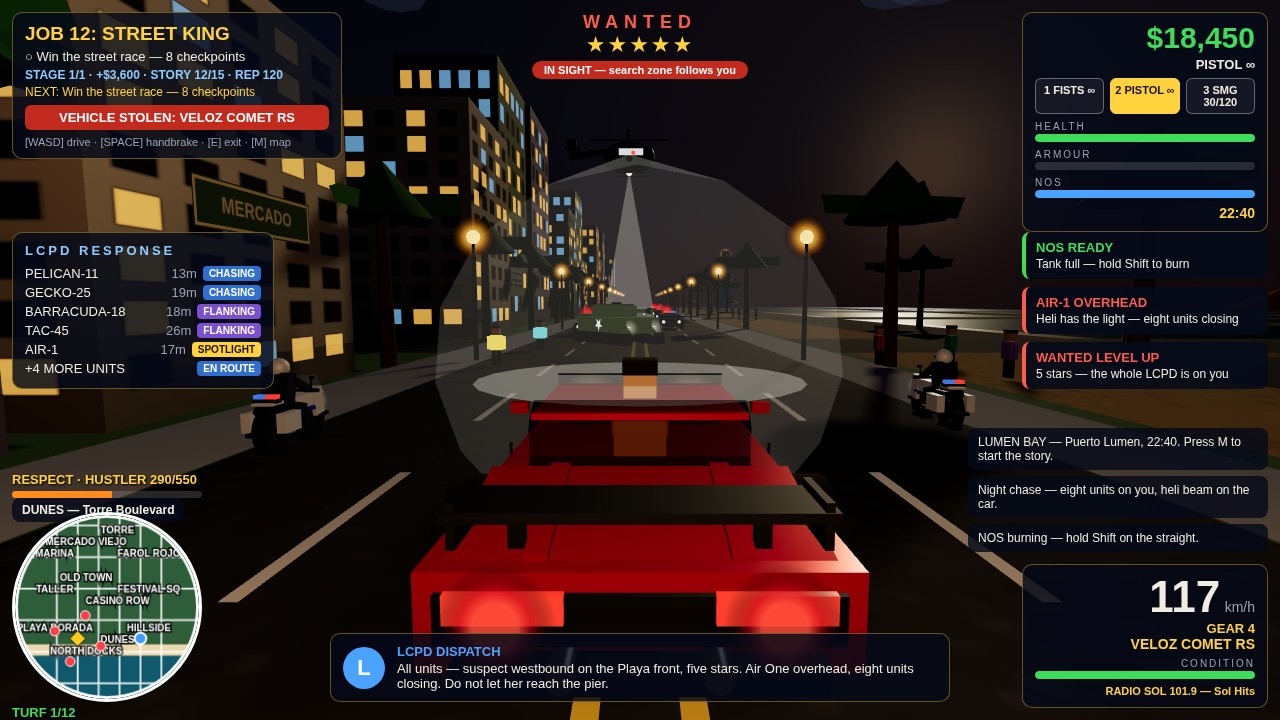 JOB 12: STREET KING
○ Win the street race — 8 checkpoints
STAGE 1/1 · +$3,600 · STORY 12/15 · REP 120
NEXT: Win the street race — 8 checkpoints
VEHICLE STOLEN: VELOZ COMET RS
[WASD] drive · [SPACE] handbrake · [E] exit · [M] map
WANTED
★★★★★
IN SIGHT — search zone follows you
$18,450
PISTOL ∞
1 FISTS ∞
2 PISTOL ∞
3 SMG 30/120
HEALTH
ARMOUR
NOS
22:40
MERCADO
LCPD RESPONSE
PELICAN-11 13m CHASING
GECKO-25 19m CHASING
BARRACUDA-18 18m FLANKING
TAC-45 26m FLANKING
AIR-1 17m SPOTLIGHT
+4 MORE UNITS EN ROUTE
NOS READY
Tank full — hold Shift to burn
AIR-1 OVERHEAD
Heli has the light — eight units closing
WANTED LEVEL UP
5 stars — the whole LCPD is on you
LUMEN BAY — Puerto Lumen, 22:40. Press M to
start the story.
Night chase — eight units on you, heli beam on the
car.
NOS burning — hold Shift on the straight.
RESPECT · HUSTLER 290/550
DUNES — Torre Boulevard
TORRE
MERCADO VIEJO
MARINA
FAROL ROJO
OLD TOWN
TALLER
FESTIVAL SQ
CASINO ROW
PLAYA DORADA
HILLSIDE
DUNES
NORTH DOCKS
TURF 1/12
L
LCPD DISPATCH
All units — suspect westbound on the Playa front, five stars. Air One overhead, eight units
closing. Do not let her reach the pier.
117 km/h
GEAR 4
VELOZ COMET RS
CONDITION
RADIO SOL 101.9 — Sol Hits